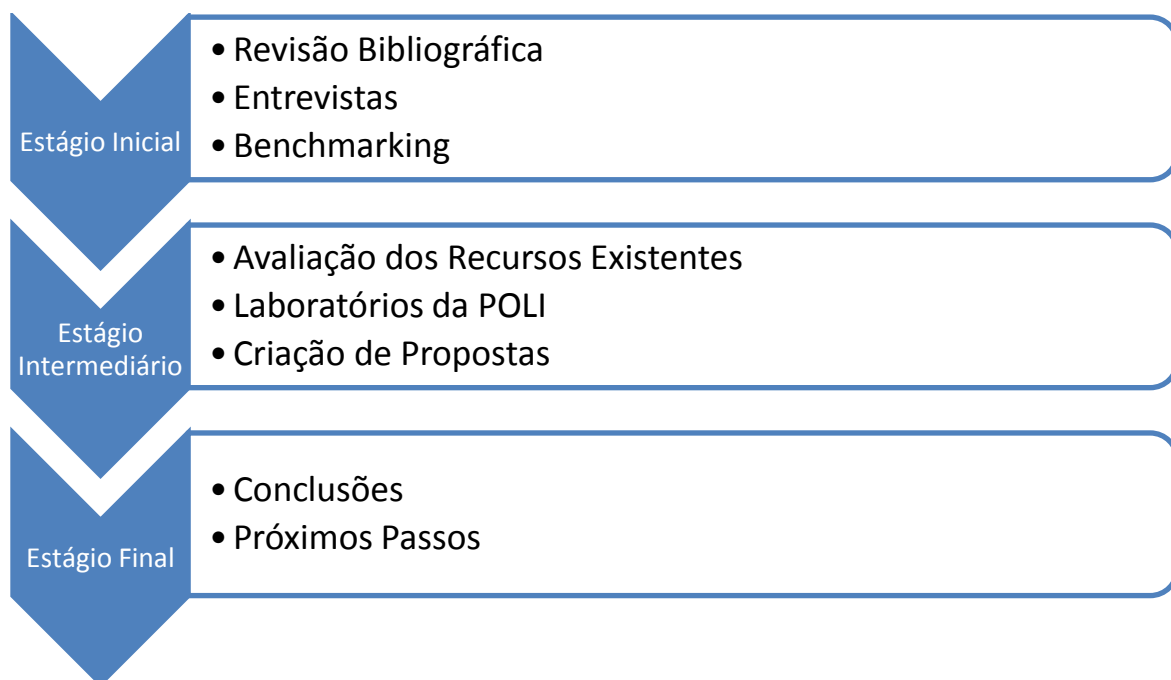 Estágio Inicial
• Revisão Bibliográfica
• Entrevistas
• Benchmarking
Estágio
Intermediário
• Avaliação dos Recursos Existentes
• Laboratórios da POLI
• Criação de Propostas
Estágio Final
• Conclusões
• Próximos Passos